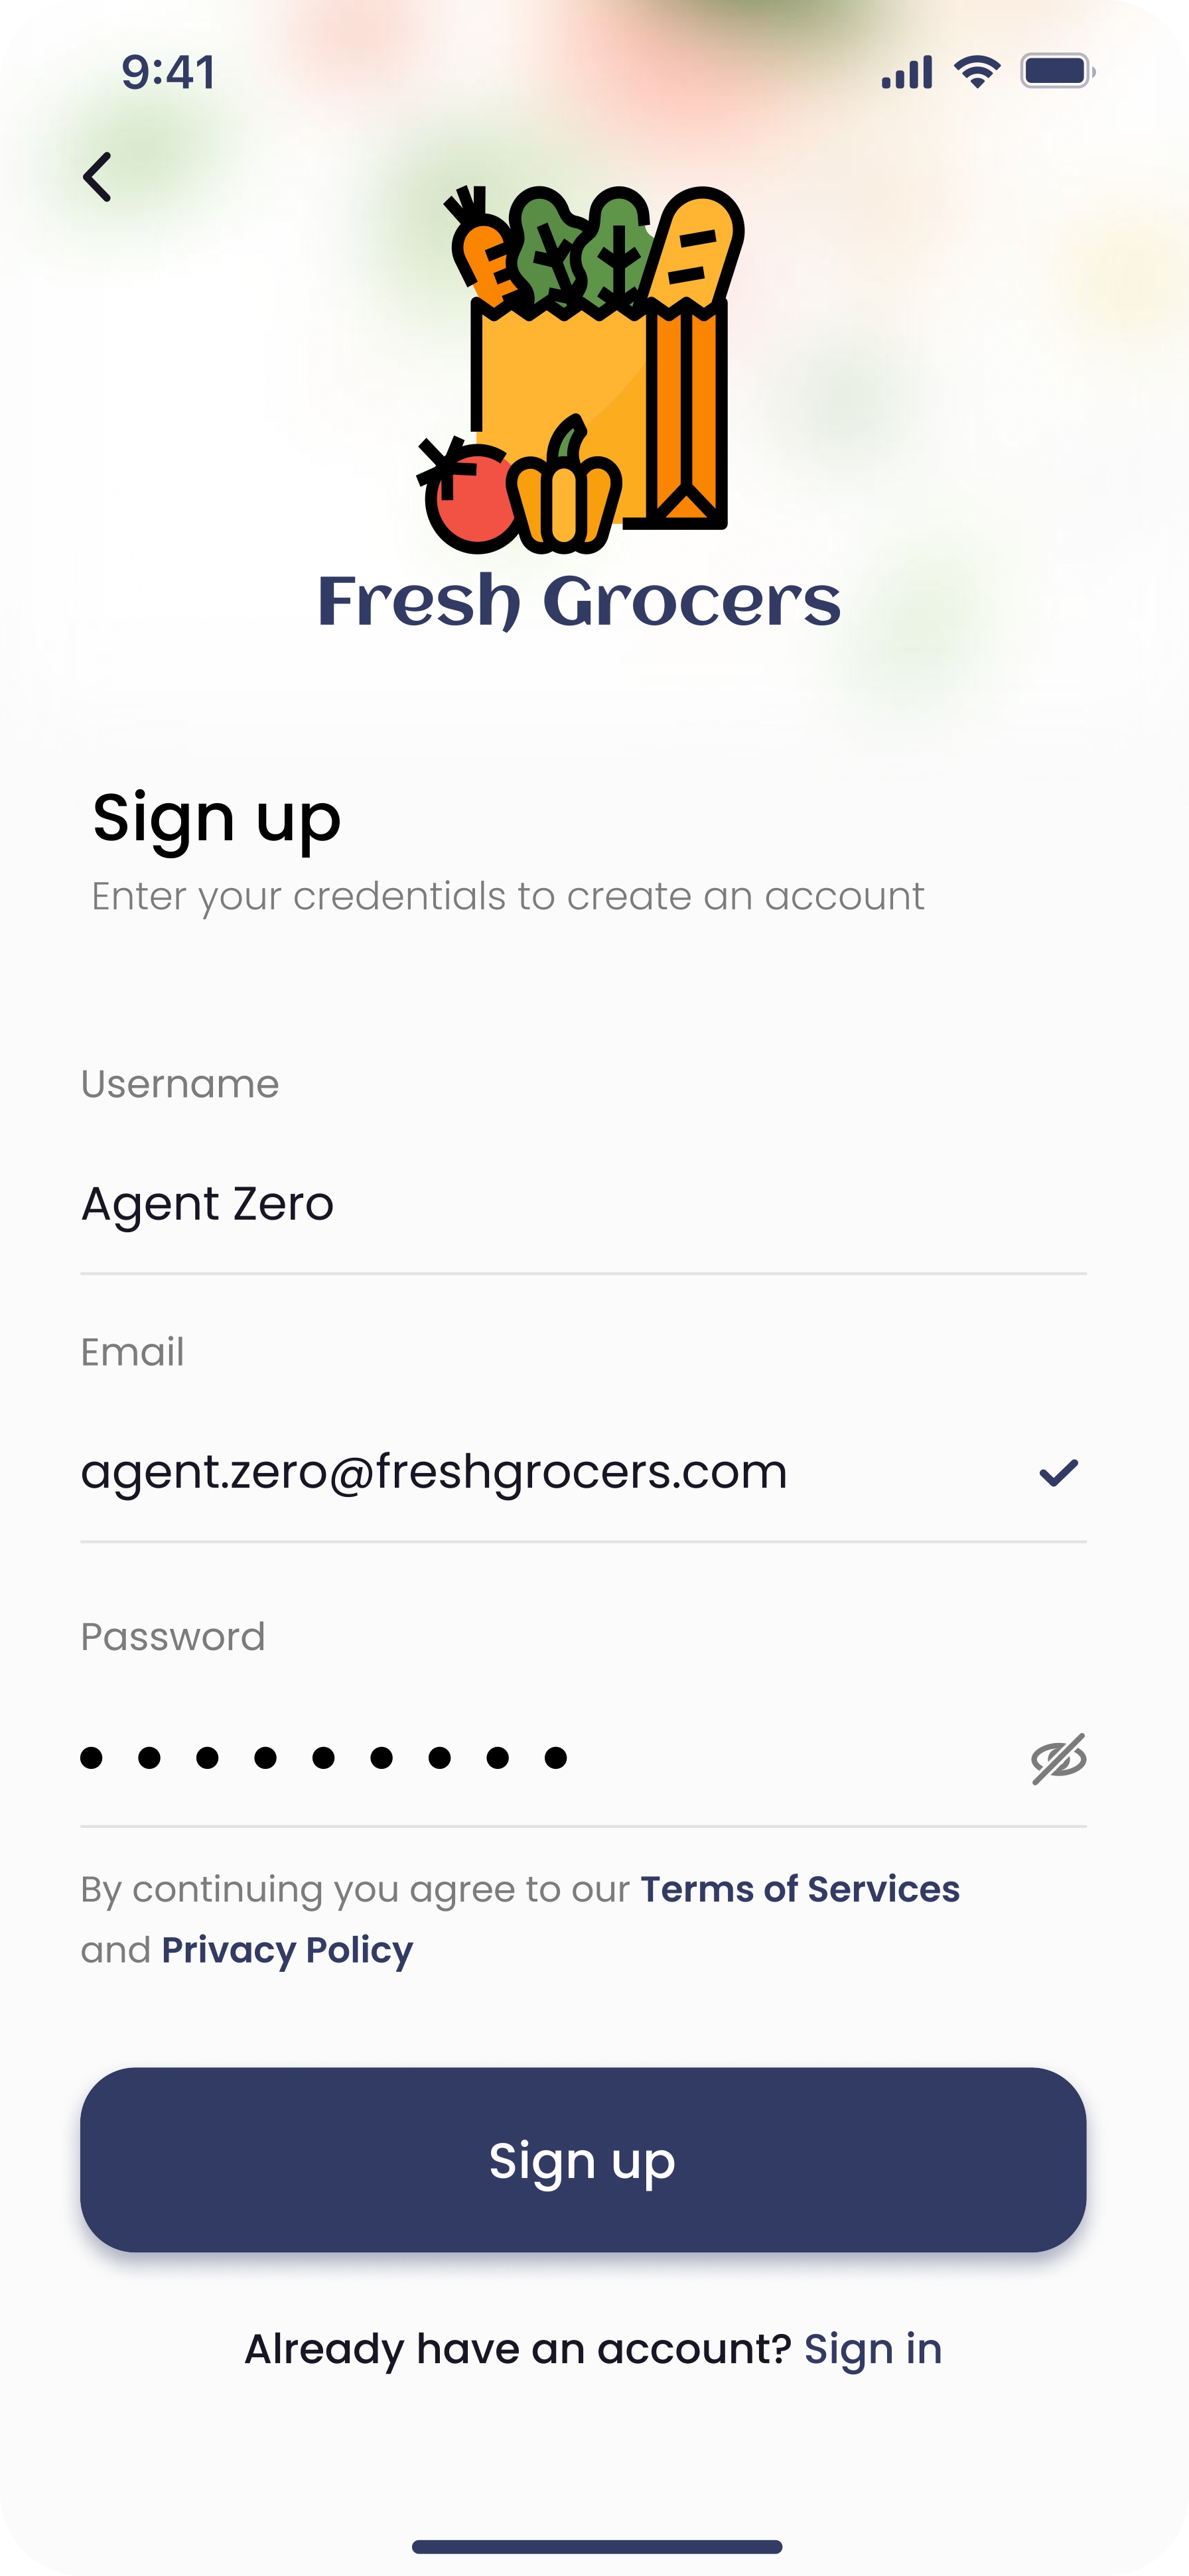 9:41
Fresh Grocers
Sign up
Enter your credentials to create an account
Username
Agent Zero
Email
agent.zero@freshgrocers.com
Password
By continuing you agree to our Terms of Services
and Privacy Policy
Sign up
Already have an account? Sign in